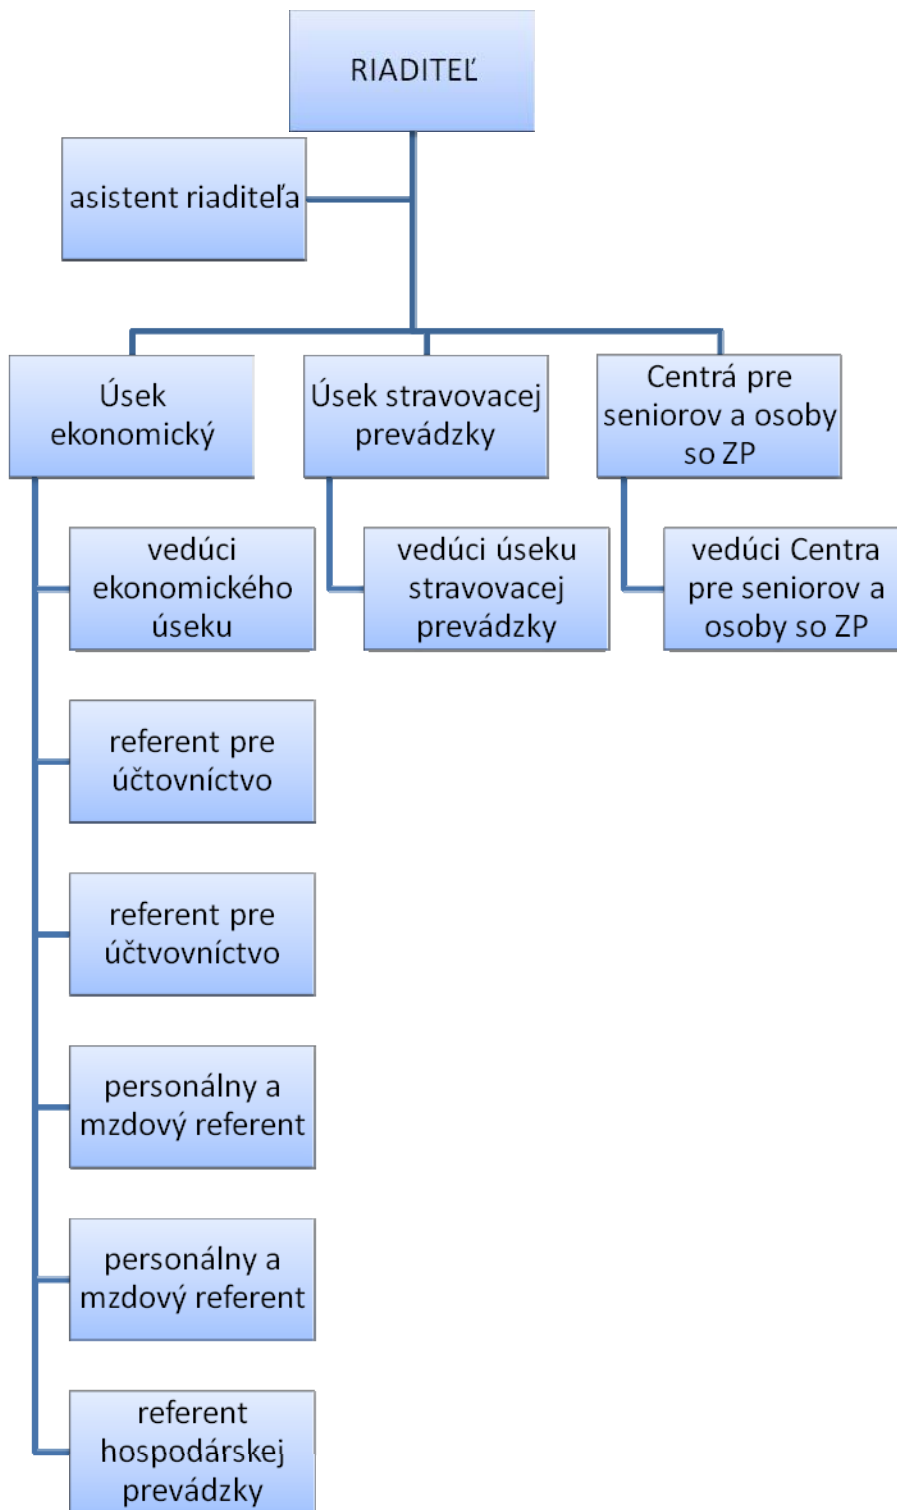 RIADITEĽ
asistent riaditeľa
Úsek
ekonomický
Úsek stravovacej
prevádzky
Centrá pre
seniorov a osoby
so ZP
vedúci
ekonomického
úseku
vedúci úseku
stravovacej
prevádzky
vedúci Centra
pre seniorov a
osoby so ZP
referent pre
účtovníctvo
referent pre
účtvovníctvo
personálny a
mzdový referent
personálny a
mzdový referent
referent
hospodárskej
prevádzky